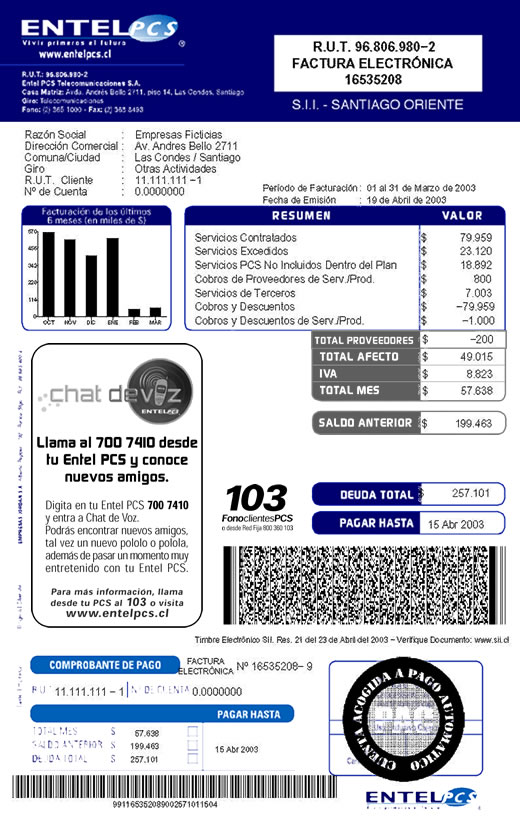 ENTEL PCS
Vivir primeros el futuro ®
www.entelpcs.cl
R.U.T.: 96.806.980-2
Entel PCS Telecomunicaciones S.A.
Casa Matriz: Avda. Andrés Bello 2711, piso 14, Las Condes, Santiago
Giro: Telecomunicaciones
R.U.T. 96.806.980-2
FACTURA ELECTRÓNICA
16535208
S.I.I. - SANTIAGO ORIENTE
Razón Social : Empresas Ficticias
Dirección Comercial : Av. Andres Bello 2711
Comuna/Ciudad : Las Condes / Santiago
Giro : Otras Actividades
R.U.T. Cliente : 11.111.111 -1
Nº de Cuenta : 0.0000000
Período de Facturación : 01 al 31 de Marzo de 2003
Fecha de Emisión : 19 de Abril de 2003
Facturación de los últimos
6 meses (en miles de $)
570
456
342
220
114
0
OCT NOV DIC ENE FEB MAR
RESUMEN VALOR
Servicios Contratados $ 79.959
Servicios Excedidos $ 23.120
Servicios PCS No Incluidos Dentro del Plan $ 18.892
Cobros de Proveedores de Serv./Prod. $ 800
Servicios de Terceros $ 7.003
Cobros y Descuentos $ -79.959
Cobros y Descuentos de Serv./Prod. $ -1.000
TOTAL PROVEEDORES $ -200
TOTAL AFECTO $ 49.015
IVA $ 8.823
TOTAL MES $ 57.638
SALDO ANTERIOR $ 199.463
chat de voz
ENTEL PCS
Llama al 700 7410 desde
tu Entel PCS y conoce
nuevos amigos.
Digita en tu Entel PCS 700 7410
y entra a Chat de Voz.
Podrás encontrar nuevos amigos,
tal vez un nuevo pololo o polola,
además de pasar un momento muy
entretenido con tu Entel PCS.
Para más información, llama
desde tu PCS al 103 o visita
www.entelpcs.cl
103
FonoclientesPCS
o desde Red Fija 800 360 103
DEUDA TOTAL $ 257.101
PAGAR HASTA 15 Abr 2003
Timbre Electrónico SII. Res. 21 del 23 de Abril del 2003 - Verifique Documento: www.sii.cl
COMPROBANTE DE PAGO
FACTURA
ELECTRÓNICA Nº 16535208- 9
R.U.T 11.111.111 - 1 Nº DE CUENTA 0.0000000
PAGAR HASTA
TOTAL MES $ 57.638
SALDO ANTERIOR $ 199.463
DEUDA TOTAL $ 257.101
15 Abr 2003
CUENTA ACOGIDA A PAGO AUTOMATICO
PAC
9911653520890025710 11504
ENTEL PCS